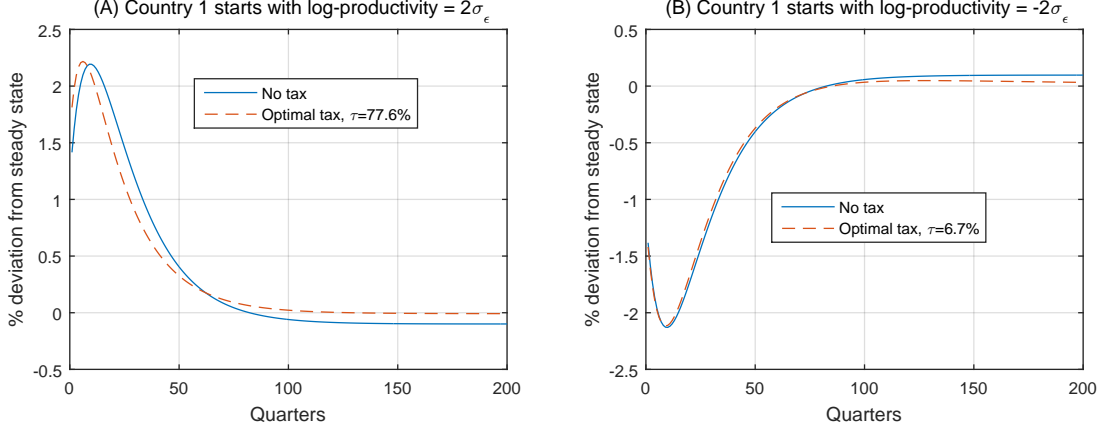 (A) Country 1 starts with log-productivity = 2σϵ
% deviation from steady state
2.5
2
1.5
1
0.5
0
-0.5
No tax
Optimal tax, τ=77.6%
0
50
100
150
200
Quarters
(B) Country 1 starts with log-productivity = -2σϵ
% deviation from steady state
0.5
0
-0.5
-1
-1.5
-2
-2.5
No tax
Optimal tax, τ=6.7%
0
50
100
150
200
Quarters